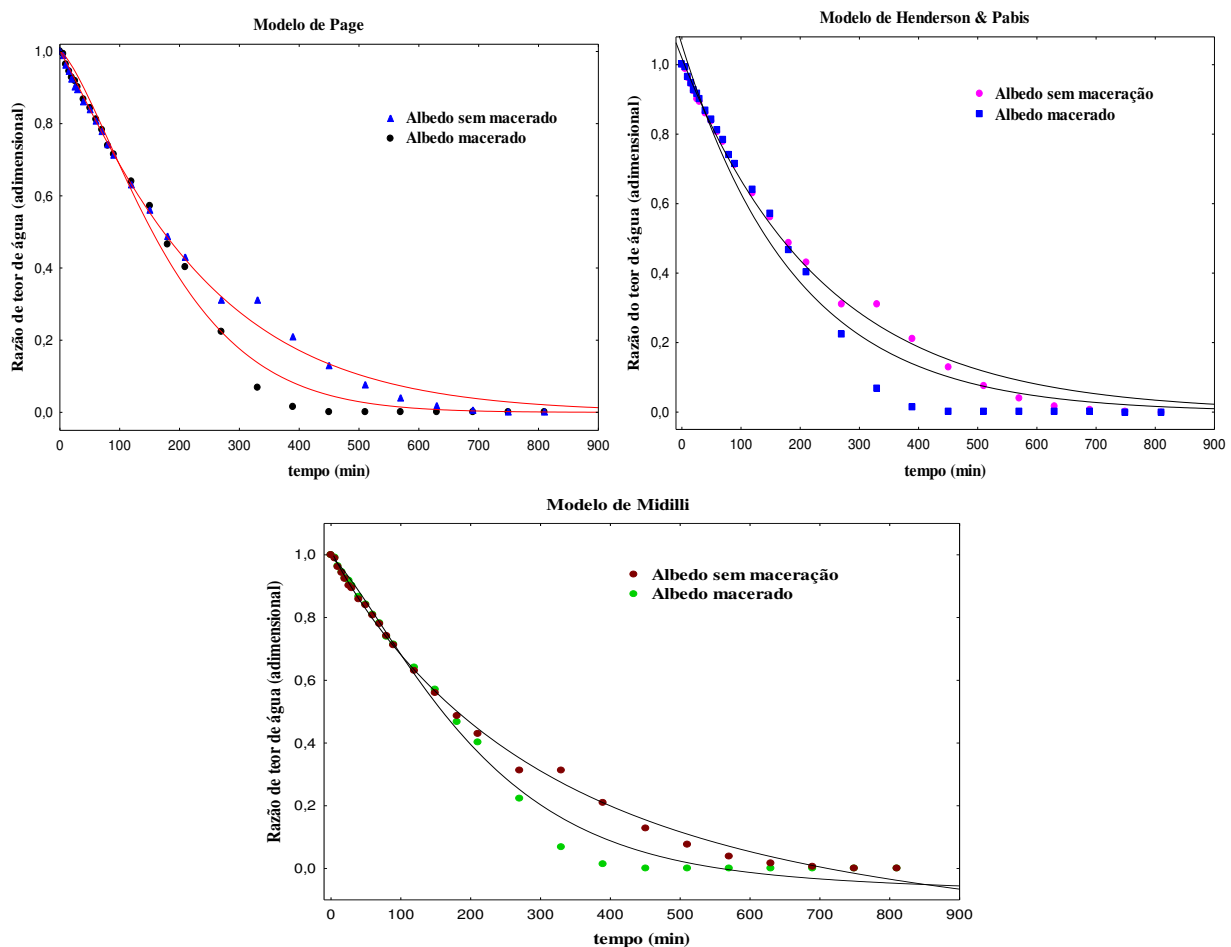 Modelo de Page
Razão de teor de água (adimensional)
1,0
0,8
0,6
0,4
0,2
0,0
Albedo sem macerado
Albedo macerado
0 100 200 300 400 500 600 700 800 900
tempo (min)
Modelo de Henderson & Pabis
Razão do teor de água (adimensional)
1,0
0,8
0,6
0,4
0,2
0,0
Albedo sem maceração
Albedo macerado
0 100 200 300 400 500 600 700 800 900
tempo (min)
Modelo de Midilli
Razão de teor de água (adimensional)
1,0
0,8
0,6
0,4
0,2
0,0
Albedo sem maceração
Albedo macerado
0 100 200 300 400 500 600 700 800 900
tempo (min)